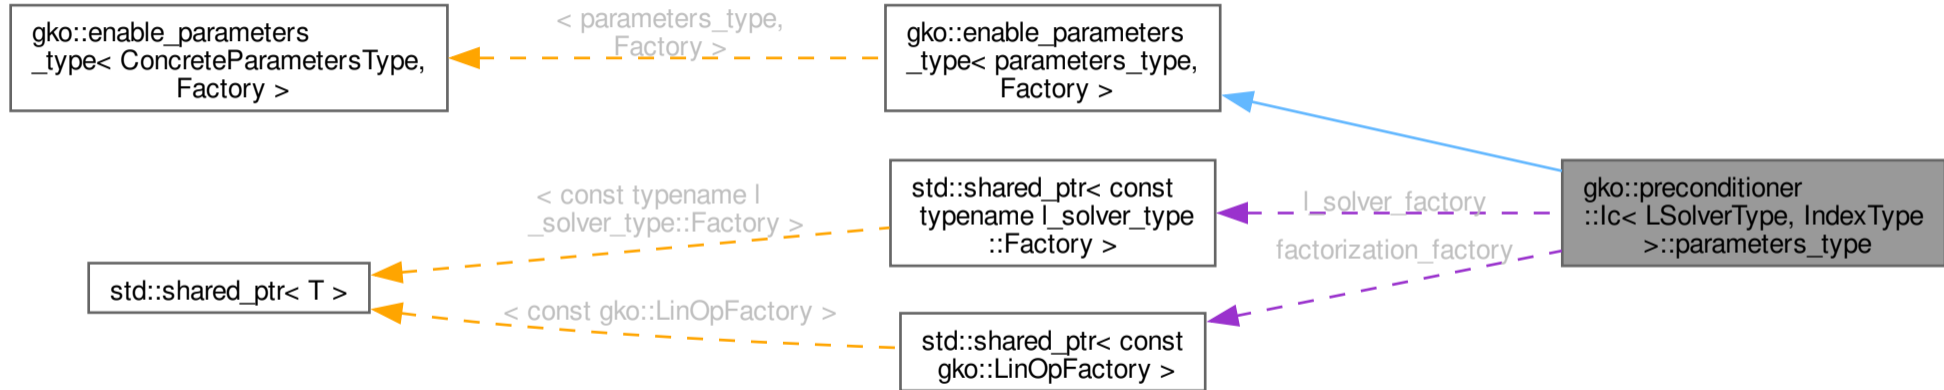 gko::enable_parameters
_type< ConcreteParametersType,
Factory >
< parameters_type,
Factory >
gko::enable_parameters
_type< parameters_type,
Factory >
std::shared_ptr< T >
< const typename l
_solver_type::Factory >
< const gko::LinOpFactory >
std::shared_ptr< const
typename l_solver_type
::Factory >
std::shared_ptr< const
gko::LinOpFactory >
l_solver_factory
factorization_factory
gko::preconditioner
::Ic< LSolverType, IndexType
>::parameters_type